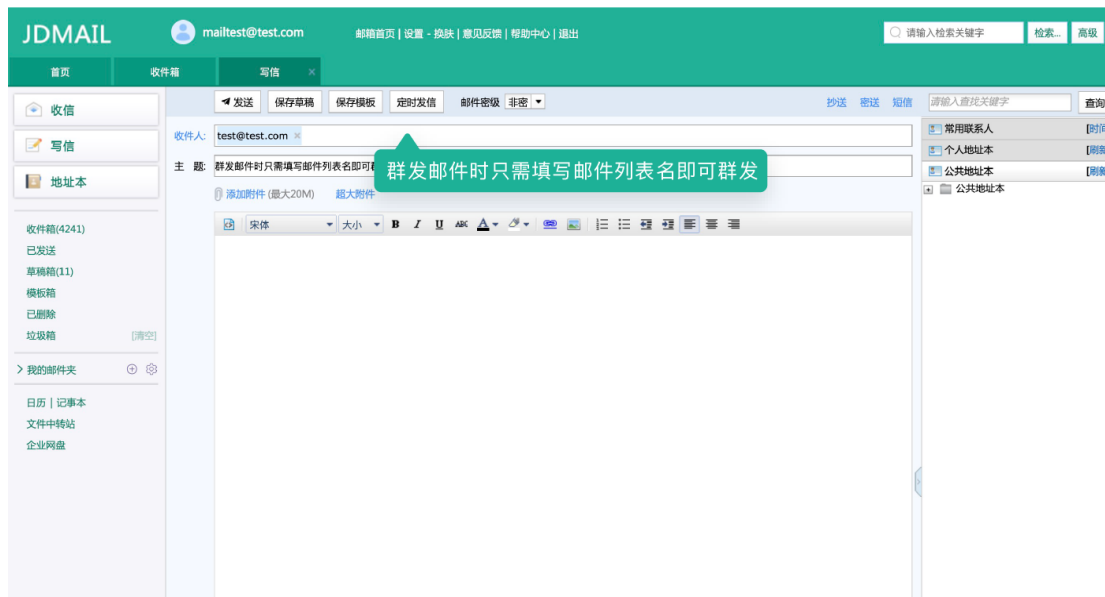 JDMAIL mailtest@test.com 邮箱首页 | 设置 - 换肤 | 意见反馈 | 帮助中心 | 退出 请输入检索关键字 检索... 高级
首页 收件箱 写信 ×
收信
写信
地址本
收件箱(4241)
已发送
草稿箱(11)
模板箱
已删除
垃圾箱 [清空]
我的邮件夹
日历 | 记事本
文件中转站
企业网盘
发送 保存草稿 保存模板 定时发信 邮件密级 非密 抄送 密送 短信
收件人: test@test.com ×
主 题: 群发邮件时只需填写邮件列表名即可
群发邮件时只需填写邮件列表名即可群发
添加附件 (最大20M) 超大附件
宋体 大小 B I U ABC A
请输入查找关键字 查询
常用联系人 [时间
个人地址本 [刷新
公共地址本 [刷新
公共地址本